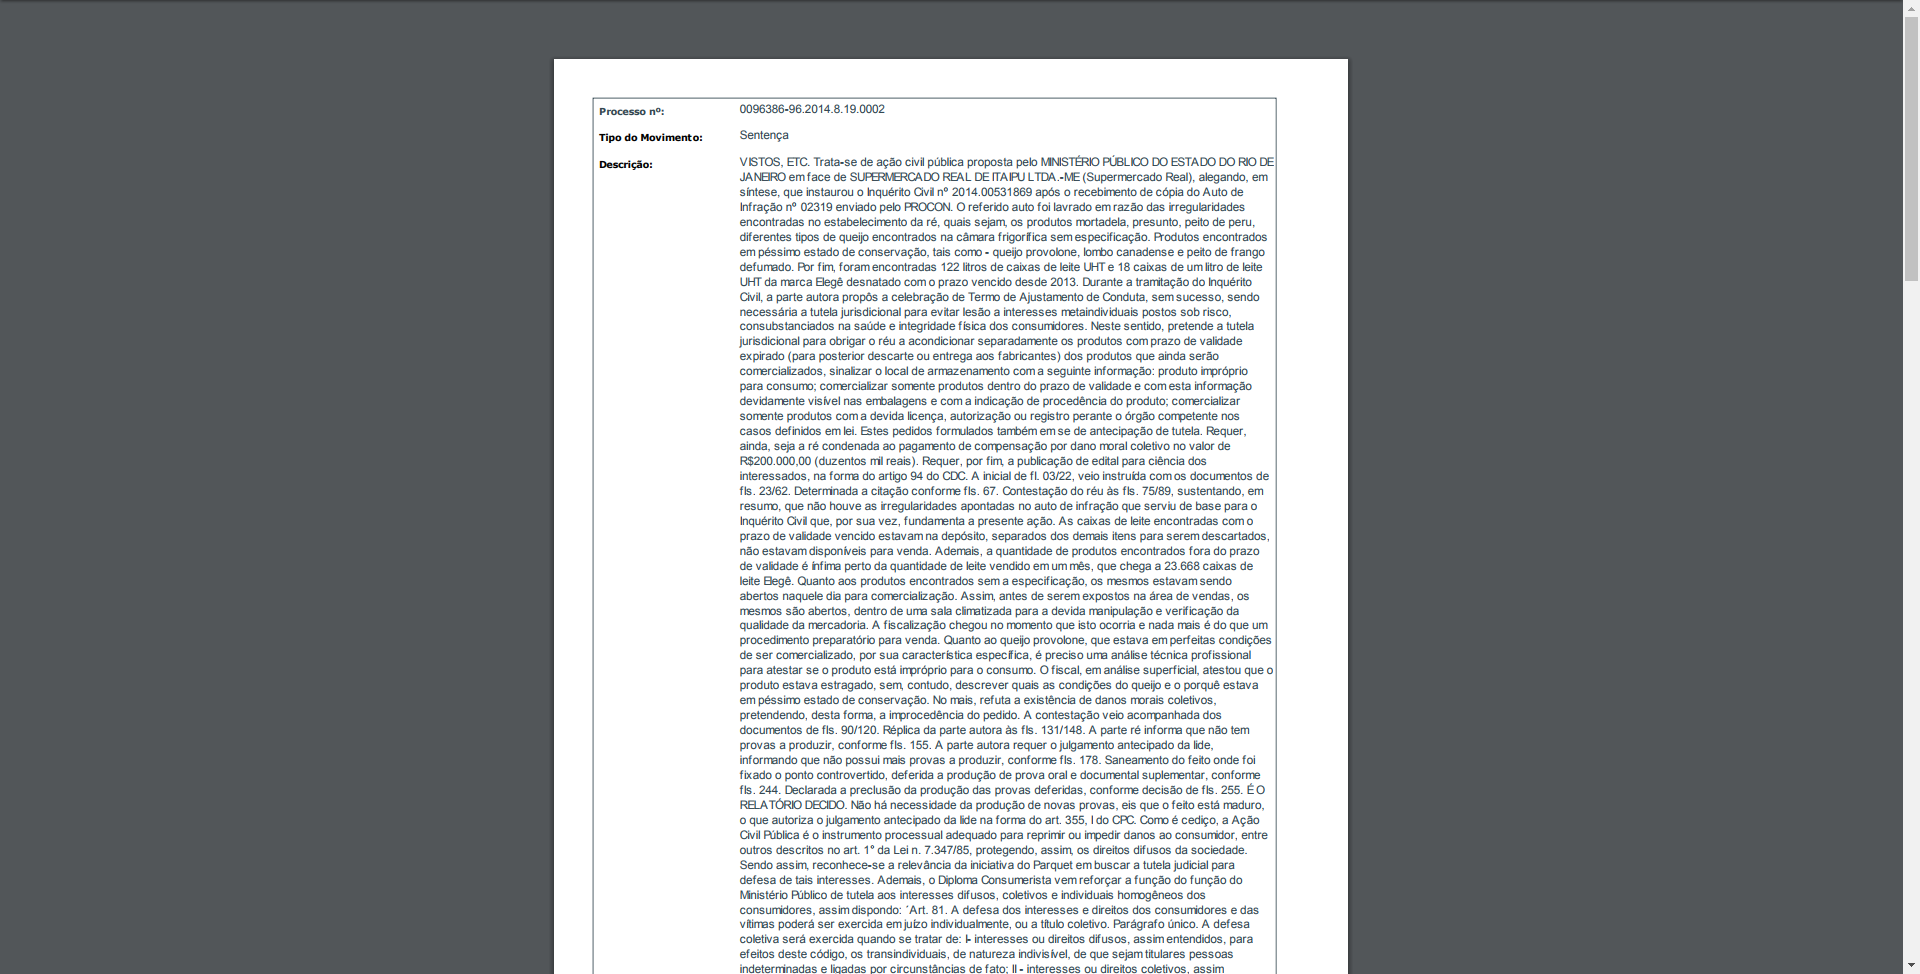 Processo nº: 0096386-96.2014.8.19.0002
Tipo do Movimento: Sentença
Descrição: VISTOS, ETC. Trata-se de ação civil pública proposta pelo MINISTÉRIO PÚBLICO DO ESTADO DO RIO DE
JANEIRO em face de SUPERMERCADO REAL DE ITAIPU LTDA.-ME (Supermercado Real), alegando, em
síntese, que instaurou o Inquérito Civil nº 2014.00531869 após o recebimento de cópia do Auto de
Infração nº 02319 enviado pelo PROCON. O referido auto foi lavrado em razão das irregularidades
encontradas no estabelecimento da ré, quais sejam, os produtos mortadela, presunto, peito de peru,
diferentes tipos de queijo encontrados na câmara frigorífica sem especificação. Produtos encontrados
em péssimo estado de conservação, tais como - queijo provolone, lombo canadense e peito de frango
defumado. Por fim, foram encontradas 122 litros de caixas de leite UHT e 18 caixas de um litro de leite
UHT da marca Elegê desnatado com o prazo vencido desde 2013. Durante a tramitação do Inquérito
Civil, a parte autora propôs a celebração de Termo de Ajustamento de Conduta, sem sucesso, sendo
necessária a tutela jurisdicional para evitar lesão a interesses metaindividuais postos sob risco,
consubstanciados na saúde e integridade física dos consumidores. Neste sentido, pretende a tutela
jurisdicional para obrigar o réu a acondicionar separadamente os produtos com prazo de validade
expirado (para posterior descarte ou entrega aos fabricantes) dos produtos que ainda serão
comercializados, sinalizar o local de armazenamento com a seguinte informação: produto impróprio
para consumo; comercializar somente produtos dentro do prazo de validade e com esta informação
devidamente visível nas embalagens e com a indicação de procedência do produto; comercializar
somente produtos com a devida licença, autorização ou registro perante o órgão competente nos
casos definidos em lei. Estes pedidos formulados também em se de antecipação de tutela. Requer,
ainda, seja a ré condenada ao pagamento de compensação por dano moral coletivo no valor de
R$200.000,00 (duzentos mil reais). Requer, por fim, a publicação de edital para ciência dos
interessados, na forma do artigo 94 do CDC. A inicial de fl. 03/22, veio instruída com os documentos de
fls. 23/62. Determinada a citação conforme fls. 67. Contestação do réu às fls. 75/89, sustentando, em
resumo, que não houve as irregularidades apontadas no auto de infração que serviu de base para o
Inquérito Civil que, por sua vez, fundamenta a presente ação. As caixas de leite encontradas com o
prazo de validade vencido estavam na depósito, separados dos demais itens para serem descartados,
não estavam disponíveis para venda. Ademais, a quantidade de produtos encontrados fora do prazo
de validade é ínfima perto da quantidade de leite vendido em um mês, que chega a 23.668 caixas de
leite Elegê. Quanto aos produtos encontrados sem a especificação, os mesmos estavam sendo
abertos naquele dia para comercialização. Assim, antes de serem expostos na área de vendas, os
mesmos são abertos, dentro de uma sala climatizada para a devida manipulação e verificação da
qualidade da mercadoria. A fiscalização chegou no momento que isto ocorria e nada mais é do que um
procedimento preparatório para venda. Quanto ao queijo provolone, que estava em perfeitas condições
de ser comercializado, por sua característica específica, é preciso uma análise técnica profissional
para atestar se o produto está impróprio para o consumo. O fiscal, em análise superficial, atestou que o
produto estava estragado, sem, contudo, descrever quais as condições do queijo e o porquê estava
em péssimo estado de conservação. No mais, refuta a existência de danos morais coletivos,
pretendendo, desta forma, a improcedência do pedido. A contestação veio acompanhada dos
documentos de fls. 90/120. Réplica da parte autora às fls. 131/148. A parte ré informa que não tem
provas a produzir, conforme fls. 155. A parte autora requer o julgamento antecipado da lide,
informando que não possui mais provas a produzir, conforme fls. 178. Saneamento do feito onde foi
fixado o ponto controvertido, deferida a produção de prova oral e documental suplementar, conforme
fls. 244. Declarada a preclusão da produção das provas deferidas, conforme decisão de fls. 255. É O
RELATÓRIO DECIDO. Não há necessidade da produção de novas provas, eis que o feito está maduro,
o que autoriza o julgamento antecipado da lide na forma do art. 355, I do CPC. Como é cediço, a Ação
Civil Pública é o instrumento processual adequado para reprimir ou impedir danos ao consumidor, entre
outros descritos no art. 1° da Lei n. 7.347/85, protegendo, assim, os direitos difusos da sociedade.
Sendo assim, reconhece-se a relevância da iniciativa do Parquet em buscar a tutela judicial para
defesa de tais interesses. Ademais, o Diploma Consumerista vem reforçar a função do função do
Ministério Público de tutela aos interesses difusos, coletivos e individuais homogêneos dos
consumidores, assim dispondo: ´Art. 81. A defesa dos interesses e direitos dos consumidores e das
vítimas poderá ser exercida em juízo individualmente, ou a título coletivo. Parágrafo único. A defesa
coletiva será exercida quando se tratar de: I- interesses ou direitos difusos, assim entendidos, para
efeitos deste código, os transindividuais, de natureza indivisível, de que sejam titulares pessoas
indeterminadas e ligadas por circunstâncias de fato; II - interesses ou direitos coletivos, assim